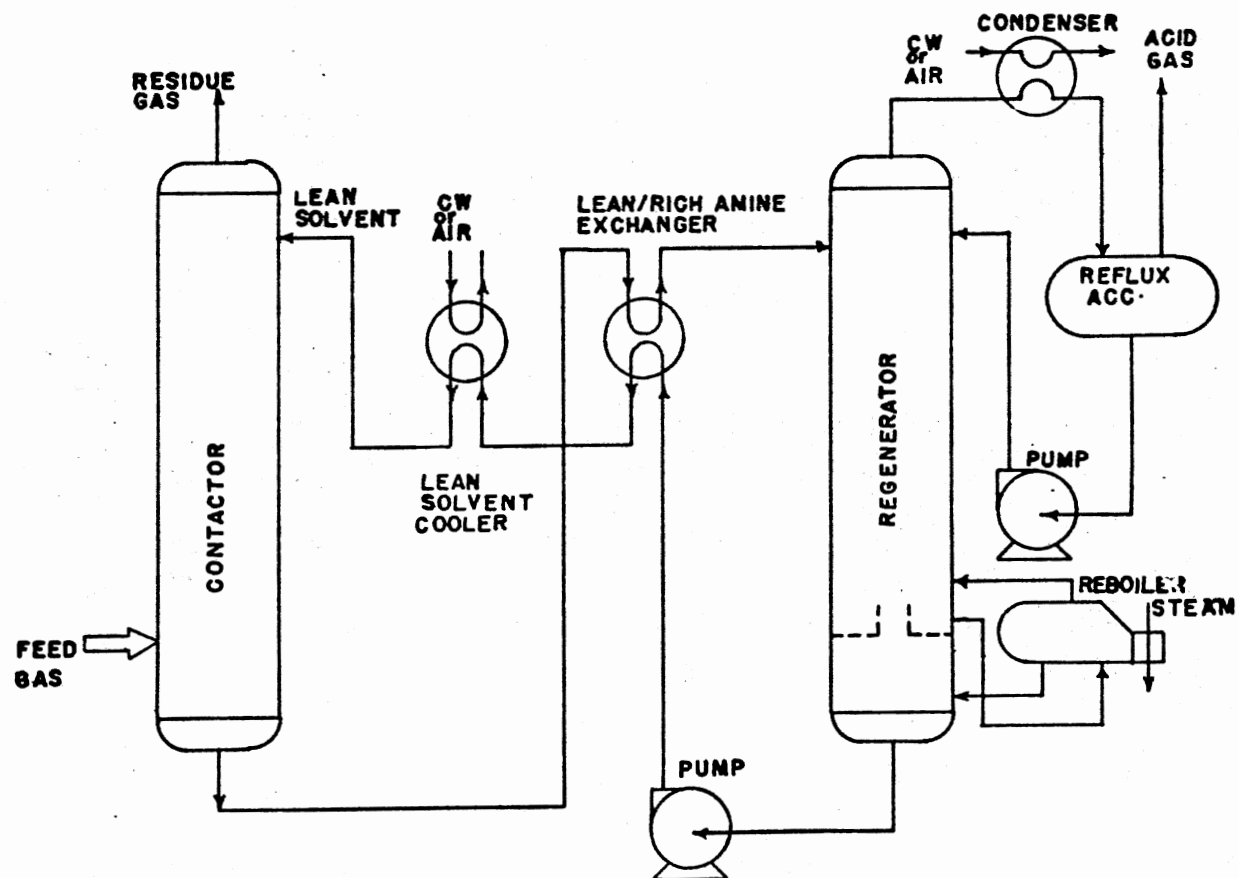 CONDENSER
CW
or
AIR
ACID
GAS
RESIDUE
GAS
LEAN
SOLVENT
CW
or
AIR
LEAN/RICH AMINE
EXCHANGER
REFLUX
ACC.
REGENERATOR
CONTACTOR
PUMP
LEAN
SOLVENT
COOLER
REBOILER
STEAM
FEED
GAS
PUMP